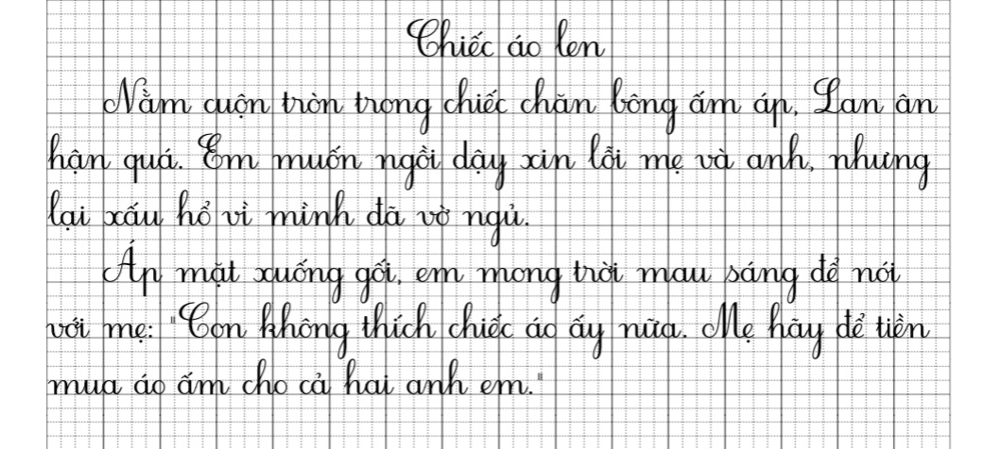 Chiếc áo len
Nằm cuộn tròn trong chiếc chăn bông ấm áp, Lan ân
hận quá. Em muốn ngồi dậy xin lỗi mẹ và anh, nhưng
lại xấu hổ vì mình đã vờ ngủ.
Áp mặt xuống gối, em mong trời mau sáng để nói
với mẹ: "Con không thích chiếc áo ấy nữa. Mẹ hãy để tiền
mua áo ấm cho cả hai anh em."